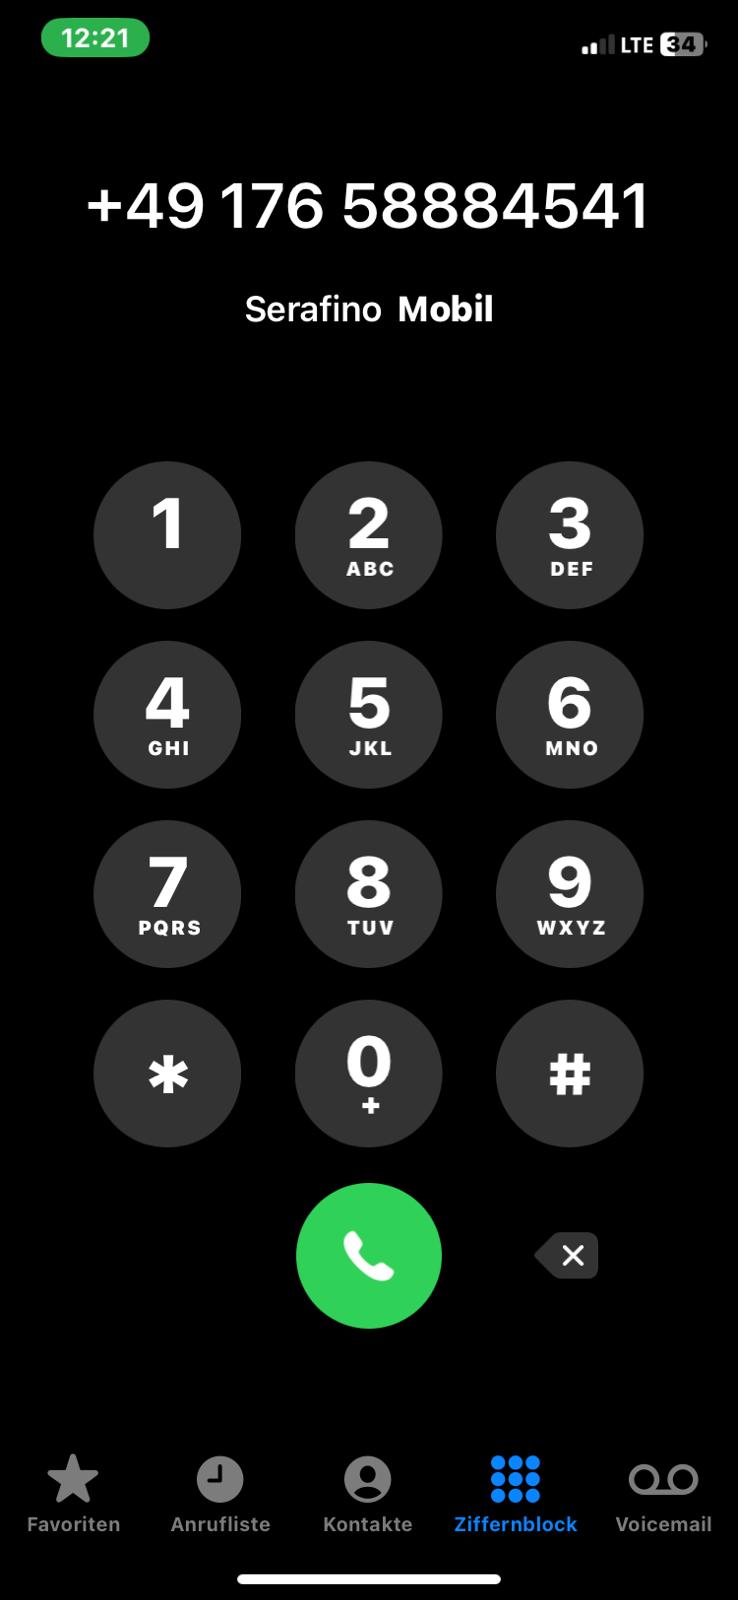 12:21 LTE 34
+49 176 58884541
Serafino Mobil
1 2 3
ABC DEF
4 5 6
GHI JKL MNO
7 8 9
PQRS TUV WXYZ
* 0 #
+
Favoriten Anrufliste Kontakte Ziffernblock Voicemail